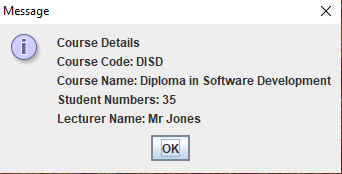 Message
Course Details
Course Code: DISD
Course Name: Diploma in Software Development
Student Numbers: 35
Lecturer Name: Mr Jones
OK